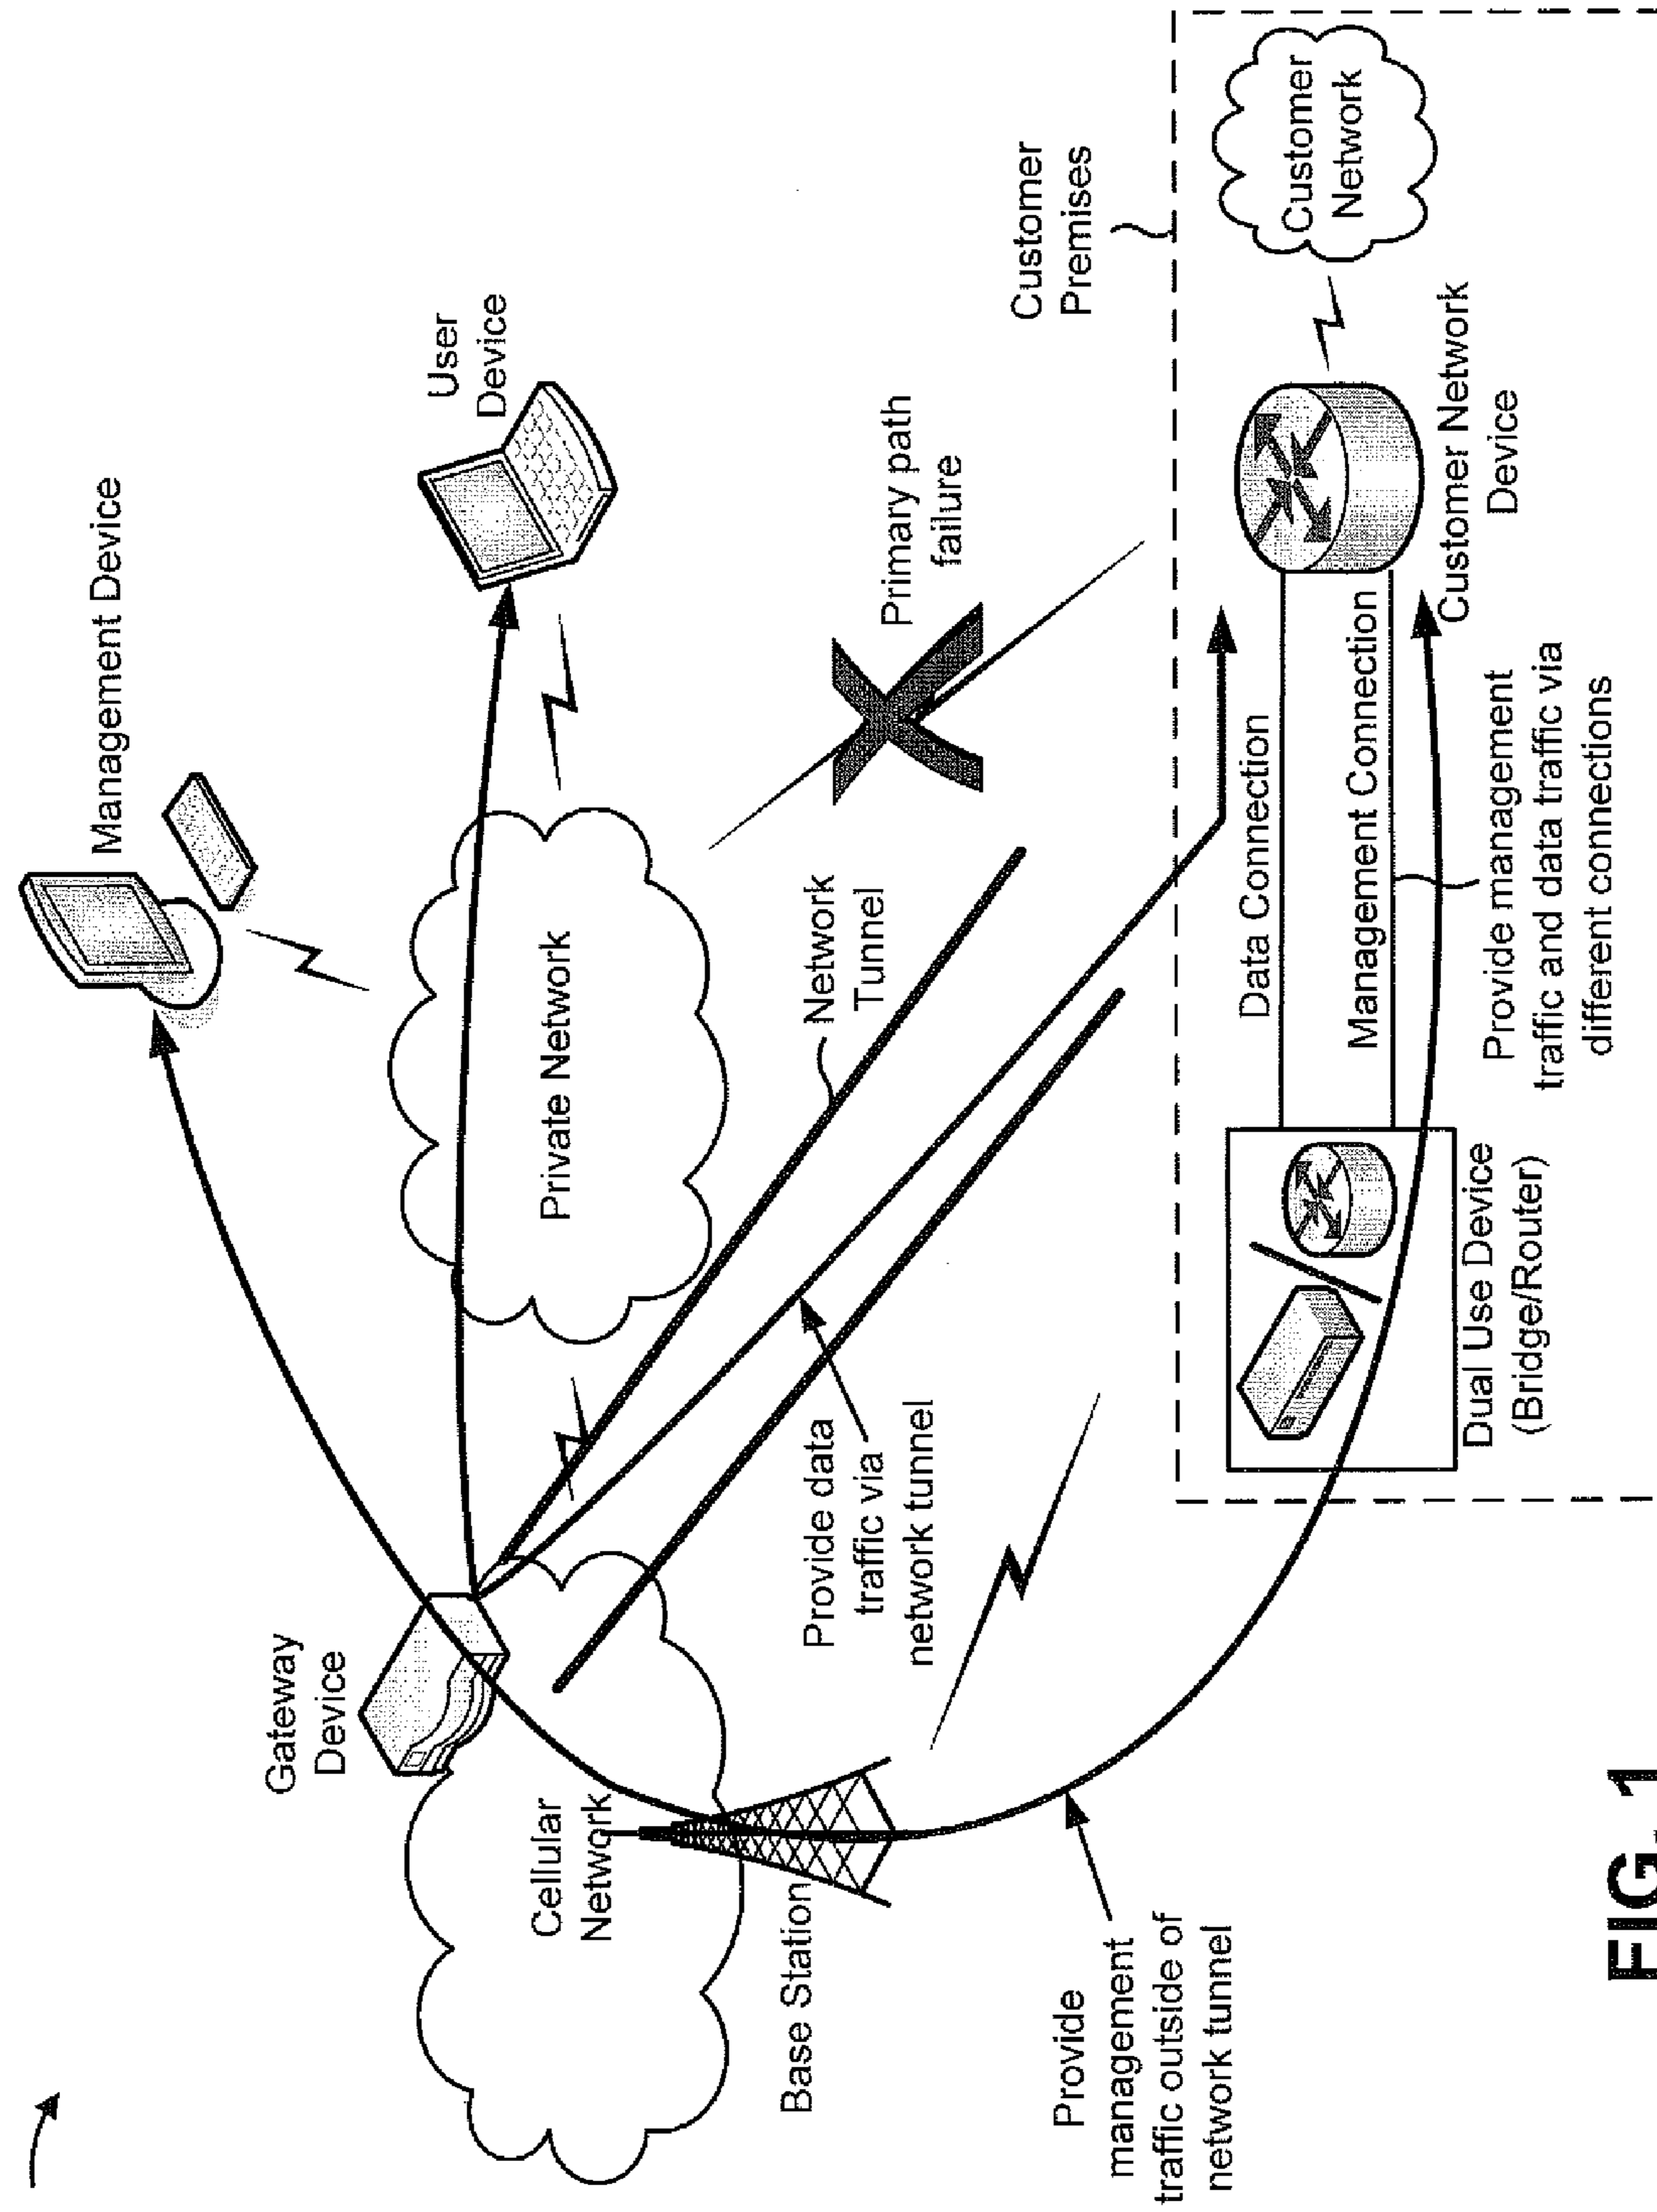 Management Device
User
Device
Gateway
Device
Private Network
Cellular
Network
Base Station
Network
Tunnel
Primary path
failure
Customer
Premises
Provide data
traffic via
network tunnel
Provide
management
traffic outside of
network tunnel
Data Connection
Management Connection
Customer
Network
Customer Network
Device
Dual Use Device
(Bridge/Router)
Provide management
traffic and data traffic via
different connections
FIG. 1